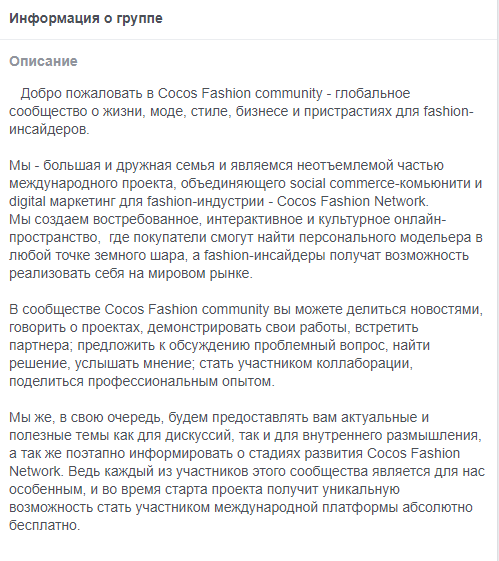 Информация о группе
Описание
Добро пожаловать в Cocos Fashion community - глобальное
сообщество о жизни, моде, стиле, бизнесе и пристрастиях для fashion-
инсайдеров.
Мы - большая и дружная семья и являемся неотъемлемой частью
международного проекта, объединяющего social commerce-комьюнити и
digital маркетинг для fashion-индустрии - Cocos Fashion Network.
Мы создаем востребованное, интерактивное и культурное онлайн-
пространство, где покупатели смогут найти персонального модельера в
любой точке земного шара, а fashion-инсайдеры получат возможность
реализовать себя на мировом рынке.
В сообществе Cocos Fashion community вы можете делиться новостями,
говорить о проектах, демонстрировать свои работы, встретить
партнера; предложить к обсуждению проблемный вопрос, найти
решение, услышать мнение; стать участником коллаборации,
поделиться профессиональным опытом.
Мы же, в свою очередь, будем предоставлять вам актуальные и
полезные темы как для дискуссий, так и для внутреннего размышления,
а так же поэтапно информировать о стадиях развития Cocos Fashion
Network. Ведь каждый из участников этого сообщества является для нас
особенным, и во время старта проекта получит уникальную
возможность стать участником международной платформы абсолютно
бесплатно.